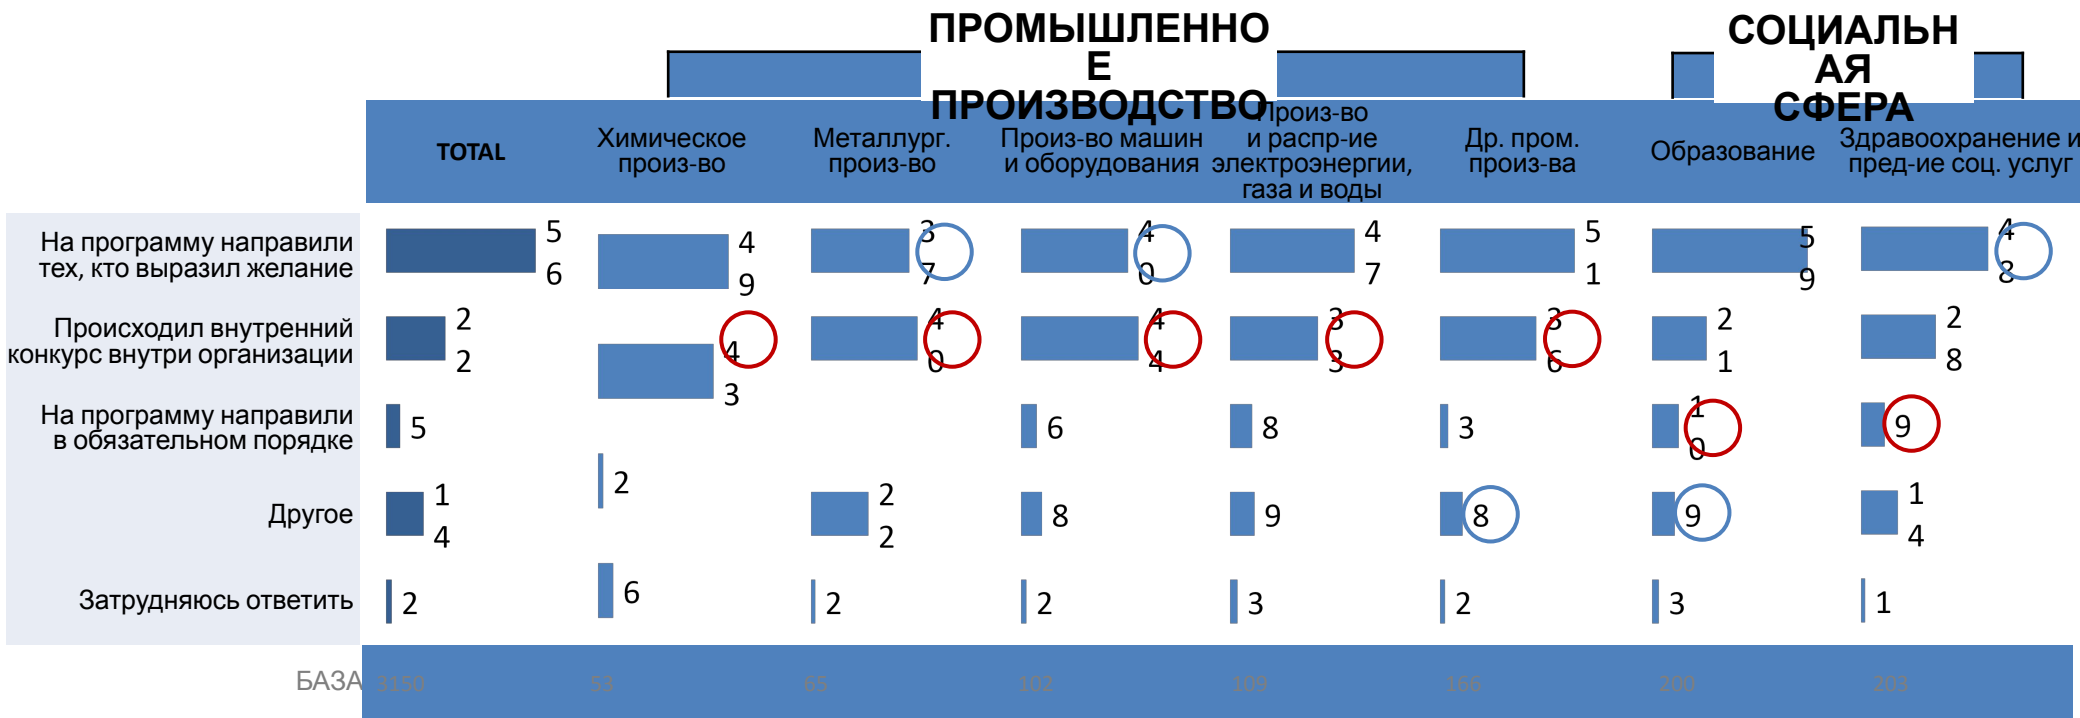 ПРОМЫШЛЕННО
Е
ПРОИЗВОДСТВО
СОЦИАЛЬН
АЯ
СФЕРА
TOTAL
Химическое
произ-во
Металлург.
произ-во
Произ-во машин
и оборудования
Произ-во
и распр-ие
электроэнергии,
газа и воды
Др. пром.
произ-ва
Образование
Здравоохранение и
пред-ие соц. услуг
На программу направили
тех, кто выразил желание
5
6
4
9
3
7
4
0
4
7
5
1
5
9
4
8
Происходил внутренний
конкурс внутри организации
2
2
4
3
4
0
4
4
3
3
3
6
2
1
2
8
На программу направили
в обязательном порядке
5
2
6
8
3
1
0
9
Другое
1
4
2
2
8
9
8
9
1
4
Затрудняюсь ответить
2
6
2
2
3
2
3
1
БАЗА
3150
53
65
102
109
166
200
203